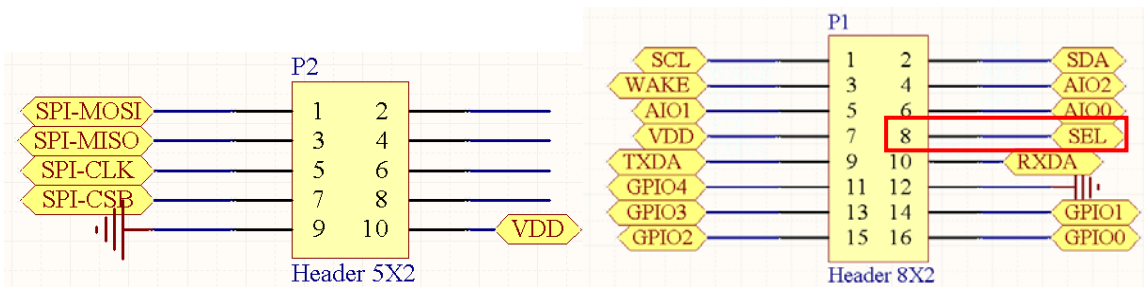 P2
SPI-MOSI 1 2
SPI-MISO 3 4
SPI-CLK 5 6
SPI-CSB 7 8
9 10 VDD
Header 5X2
P1
SCL 1 2 SDA
WAKE 3 4 AIO2
AIO1 5 6 AIO0
VDD 7 8 SEL
TXDA 9 10 RXDA
GPIO4 11 12
GPIO3 13 14 GPIO1
GPIO2 15 16 GPIO0
Header 8X2